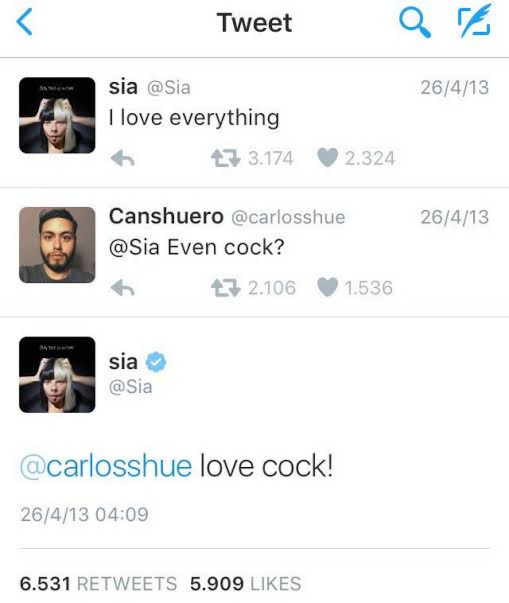 Tweet
sia @Sia 26/4/13
I love everything
3.174 2.324
Canshuero @carlosshue 26/4/13
@Sia Even cock?
2.106 1.536
sia
@Sia
@carlosshue love cock!
26/4/13 04:09
6.531 RETWEETS 5.909 LIKES